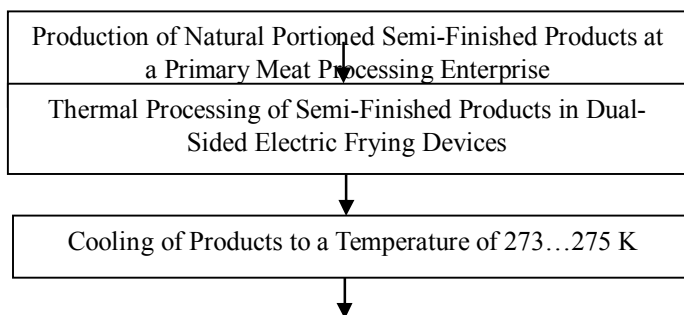 Production of Natural Portioned Semi-Finished Products at
a Primary Meat Processing Enterprise
Thermal Processing of Semi-Finished Products in Dual-
Sided Electric Frying Devices
Cooling of Products to a Temperature of 273…275 K